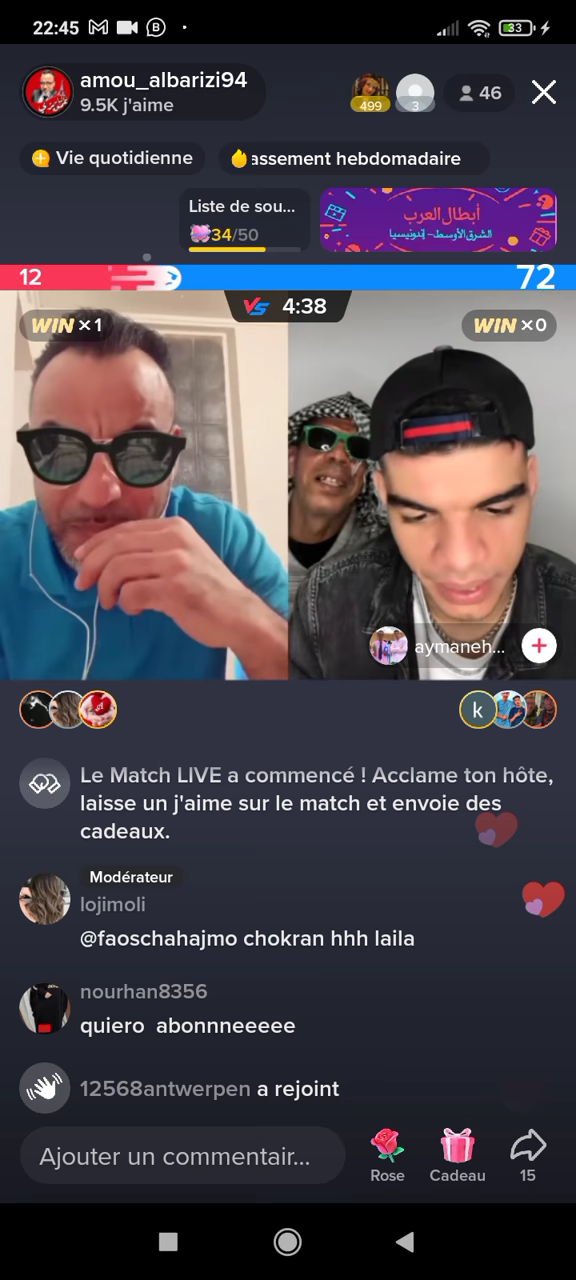 22:45
33
amou_albarizi94
9.5K j'aime
499
3
46
Vie quotidienne
assement hebdomadaire
Liste de sou...
34/50
أبطال العرب
الشرق الأوسط - إندونيسيا
12
72
VS 4:38
WIN ×1
WIN ×0
aymaneh...
k
Le Match LIVE a commencé ! Acclame ton hôte,
laisse un j'aime sur le match et envoie des
cadeaux.
Modérateur
lojimoli
@faoschahajmo chokran hhh laila
nourhan8356
quiero abonnneeeee
12568antwerpen a rejoint
Ajouter un commentair...
Rose
Cadeau
15